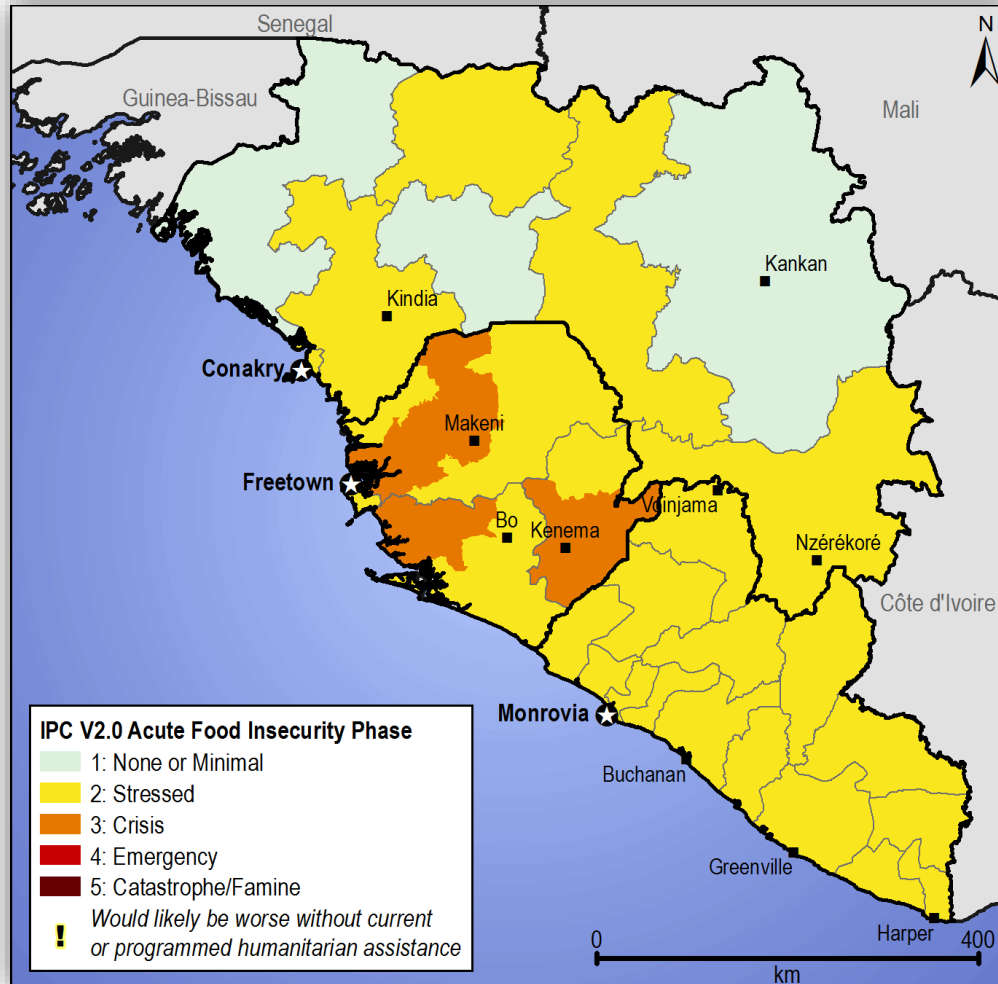 Senegal
N
Guinea-Bissau
Mali
Kankan
Kindia
Conakry
Makeni
Freetown
Voinjama
Bo
Kenema
Nzérékoré
Côte d'Ivoire
Monrovia
Buchanan
Greenville
Harper
IPC V2.0 Acute Food Insecurity Phase
1: None or Minimal
2: Stressed
3: Crisis
4: Emergency
5: Catastrophe/Famine
! Would likely be worse without current
or programmed humanitarian assistance
0 400
km